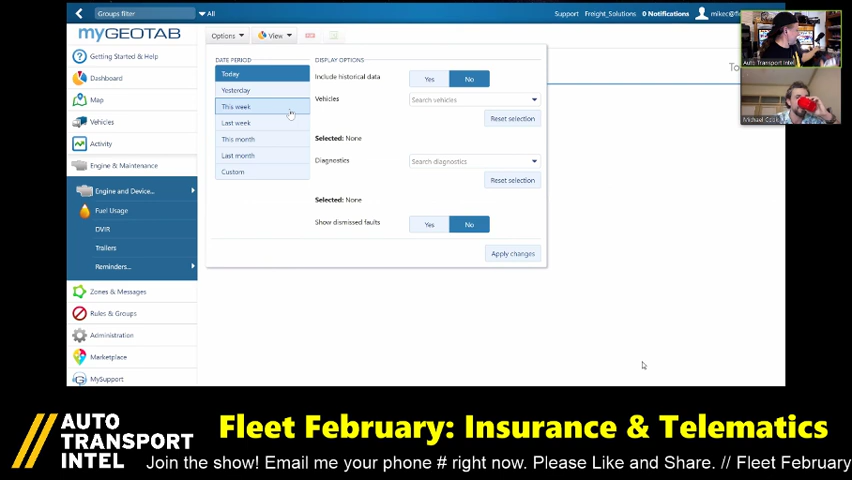 Groups filter
All
Support
Freight_Solutions
0 Notifications
myGEOTAB
Options
View
Getting Started & Help
Dashboard
Map
Vehicles
Activity
Engine & Maintenance
Engine and Device...
Fuel Usage
DVIR
Trailers
Reminders...
Zones & Messages
Rules & Groups
Administration
Marketplace
MySupport
DATE PERIOD
Today
Yesterday
This week
Last week
This month
Last month
Custom
DISPLAY OPTIONS
Include historical data
Yes
No
Vehicles
Search vehicles
Reset selection
Selected: None
Diagnostics
Search diagnostics
Reset selection
Selected: None
Show dismissed faults
Yes
No
Apply changes
Auto Transport Intel
AUTO
TRANSPORT
INTEL
Fleet February: Insurance & Telematics
Join the show! Email me your phone # right now. Please Like and Share. // Fleet February